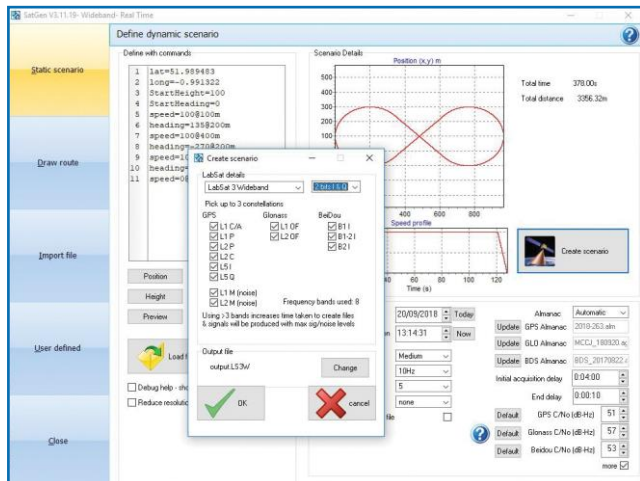 SatGen V3.11.19- Wideband- Real Time
Define dynamic scenario
Static scenario
Draw route
Import file
User defined
Close
Define with commands
1 lat=51.989483
2 long=-0.991322
3 StartHeight=100
4 StartHeading=0
5 speed=100@100m
6 heading=135@200m
7 speed=100@400m
8 heading=-270@200m
9 speed=10
10 heading=
11 speed=0@
Position
Height
Preview
Load f
Debug help - sho
Reduce resolutio
Create scenario
LabSat details
LabSat 3 Wideband
2 bits I & Q
Pick up to 3 constellations
GPS Glonass BeiDou
L1 C/A L1 OF B1 I
L1 P L2 OF B1-2 I
L2 P B2 I
L2 C
L5 I
L5 Q
L1 M (noise)
L2 M (noise) Frequency bands used: 8
Using >3 bands increases time taken to create files
& signals will be produced with max sig/noise levels
Output file
output.LS3W
Change
OK
cancel
Scenario Details
Position (x,y) m
500
400
300
200
100
400 600 800
Speed profile
40 60 80 100 120
Time (s)
Total time 378.00s
Total distance 3356.32m
Create scenario
20/09/2018 Today
13:14:31 Now
Medium
10Hz
5
none
file
Almanac Automatic
Update GPS Almanac 2018-263.alm
Update GLO Almanac MCCJ_180920.ag
Update BDS Almanac BDS_20170822.
Initial acquisition delay 0:04:00
End delay 0:00:10
Default GPS C/No (dB-Hz) 51
Default Glonass C/No (dB-Hz) 57
Default Beidou C/No (dB-Hz) 53
more